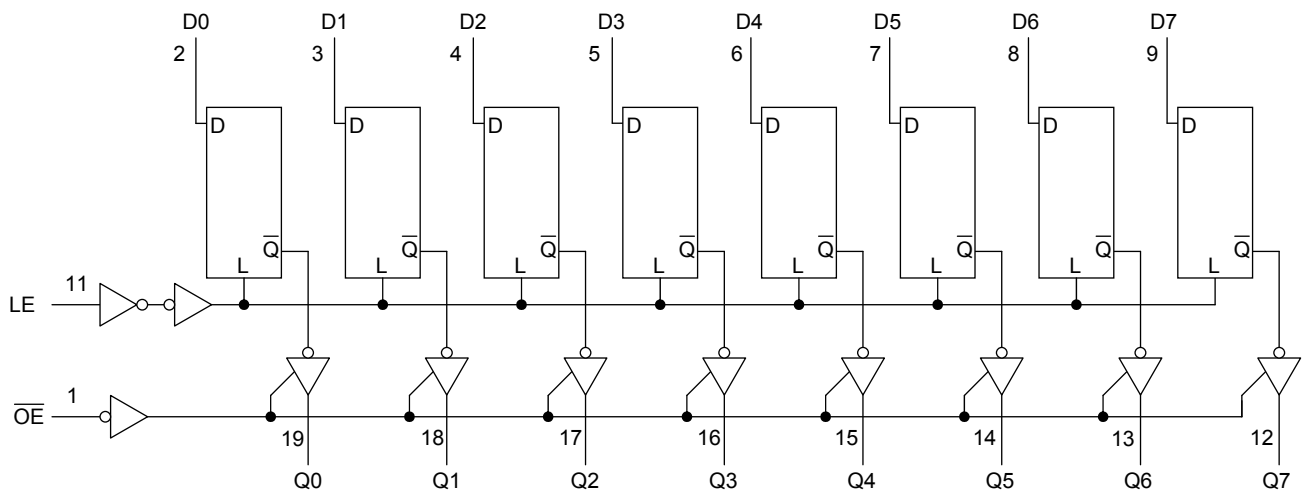 D0 D1 D2 D3 D4 D5 D6 D7
2 3 4 5 6 7 8 9
D D D D D D D D
Q̅ Q̅ Q̅ Q̅ Q̅ Q̅ Q̅ Q̅
L L L L L L L L
11
LE
1
O̅E̅
19 18 17 16 15 14 13 12
Q0 Q1 Q2 Q3 Q4 Q5 Q6 Q7